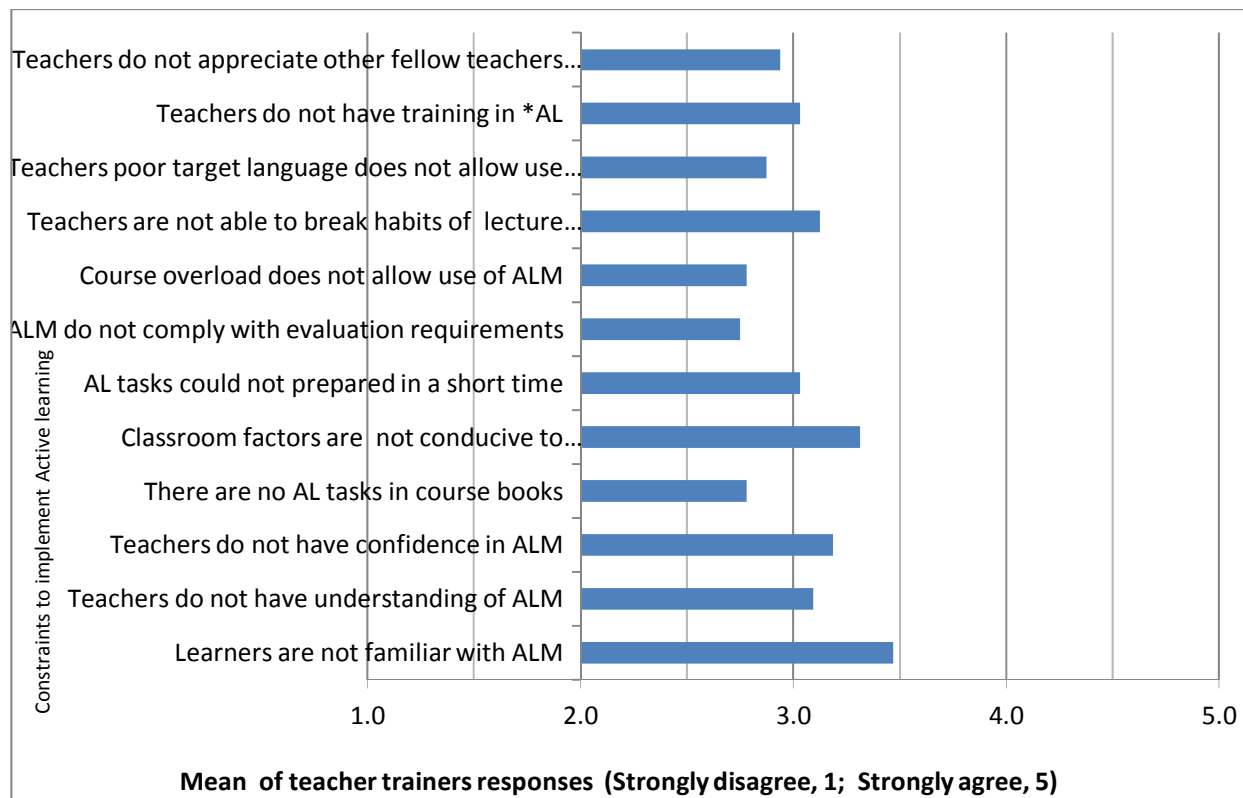 Teachers do not appreciate other fellow teachers...
Teachers do not have training in *AL
Teachers poor target language does not allow use...
Teachers are not able to break habits of lecture...
Course overload does not allow use of ALM
ALM do not comply with evaluation requirements
AL tasks could not prepared in a short time
Classroom factors are not conducive to...
There are no AL tasks in course books
Teachers do not have confidence in ALM
Teachers do not have understanding of ALM
Learners are not familiar with ALM
Constraints to implement Active learning
1.0 2.0 3.0 4.0 5.0
Mean of teacher trainers responses (Strongly disagree, 1; Strongly agree, 5)